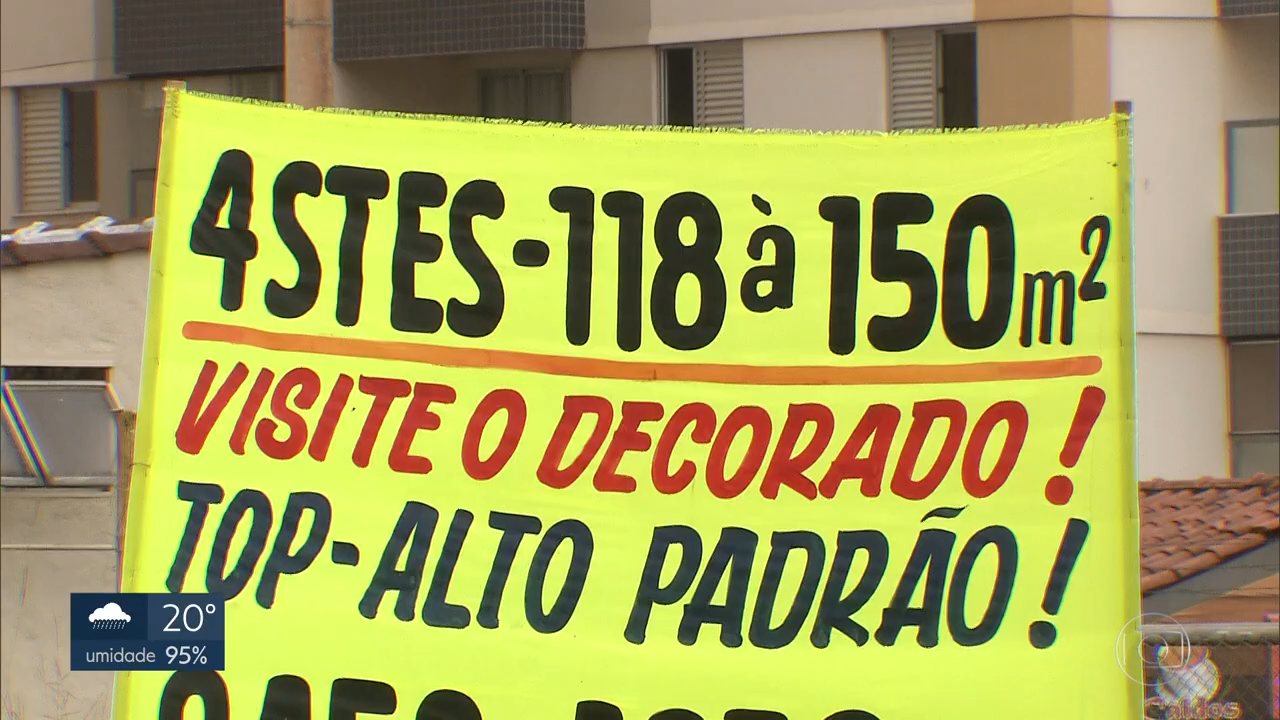 4STES-118 à 150m²
VISITE O DECORADO!
TOP-ALTO PADRÃO!
20°
umidade 95%